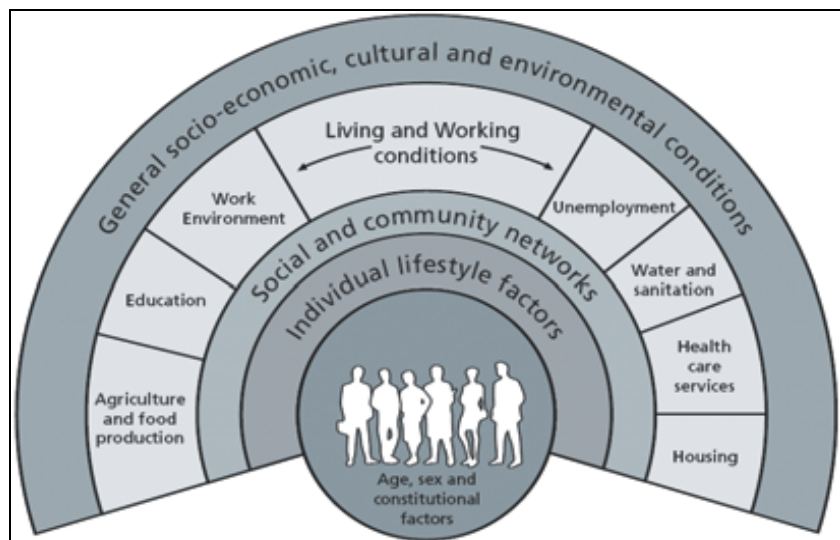 General socio-economic, cultural and environmental conditions
Living and Working
conditions
Work
Environment
Unemployment
Education
Water and
sanitation
Agriculture
and food
production
Health
care
services
Housing
Social and community networks
Individual lifestyle factors
Age, sex and
constitutional
factors